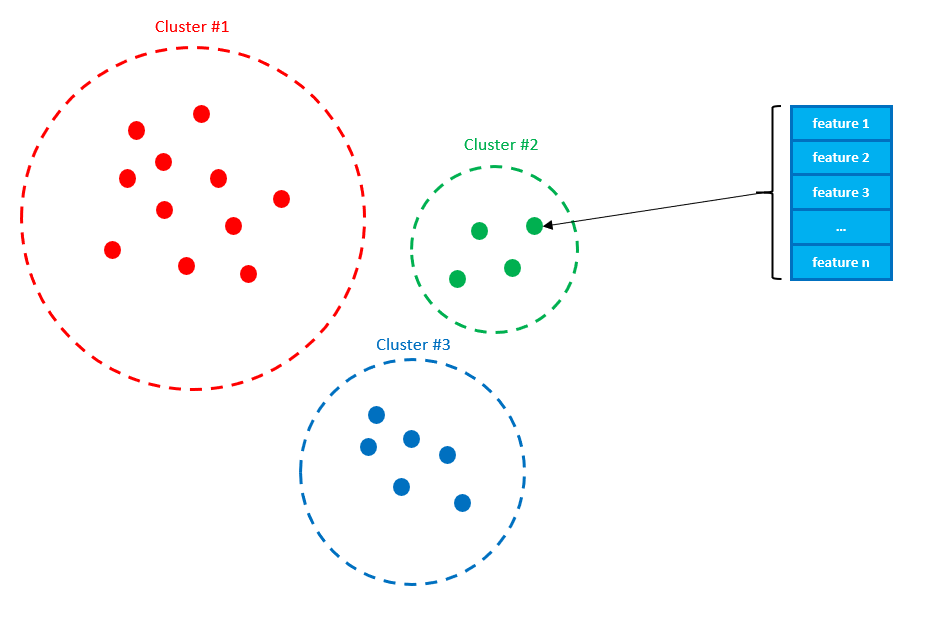 Cluster #1
Cluster #2
Cluster #3
feature 1
feature 2
feature 3
...
feature n